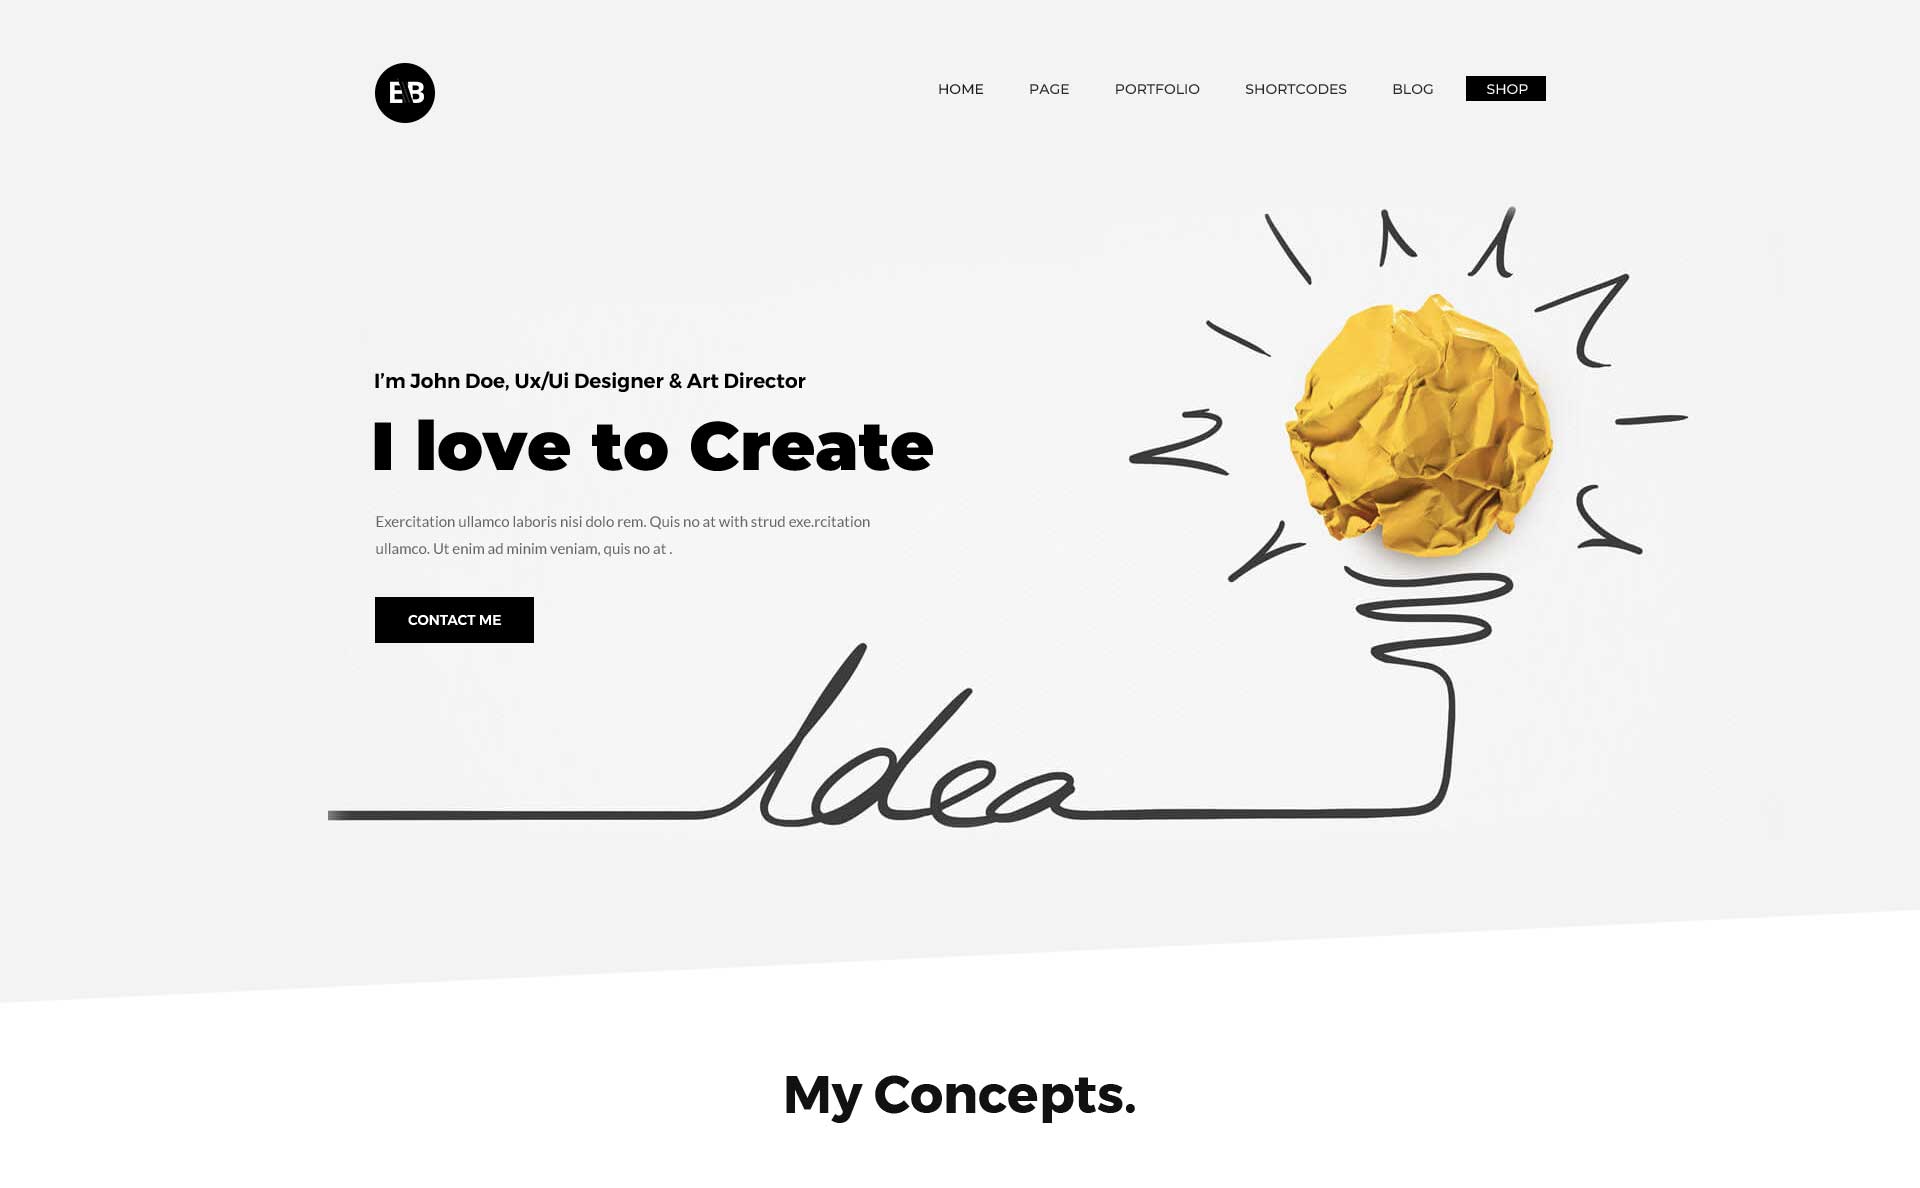 E\B
HOME PAGE PORTFOLIO SHORTCODES BLOG SHOP
I’m John Doe, Ux/Ui Designer & Art Director
I love to Create
Exercitation ullamco laboris nisi dolo rem. Quis no at with strud exe.rcitation
ullamco. Ut enim ad minim veniam, quis no at .
CONTACT ME
Idea
My Concepts.